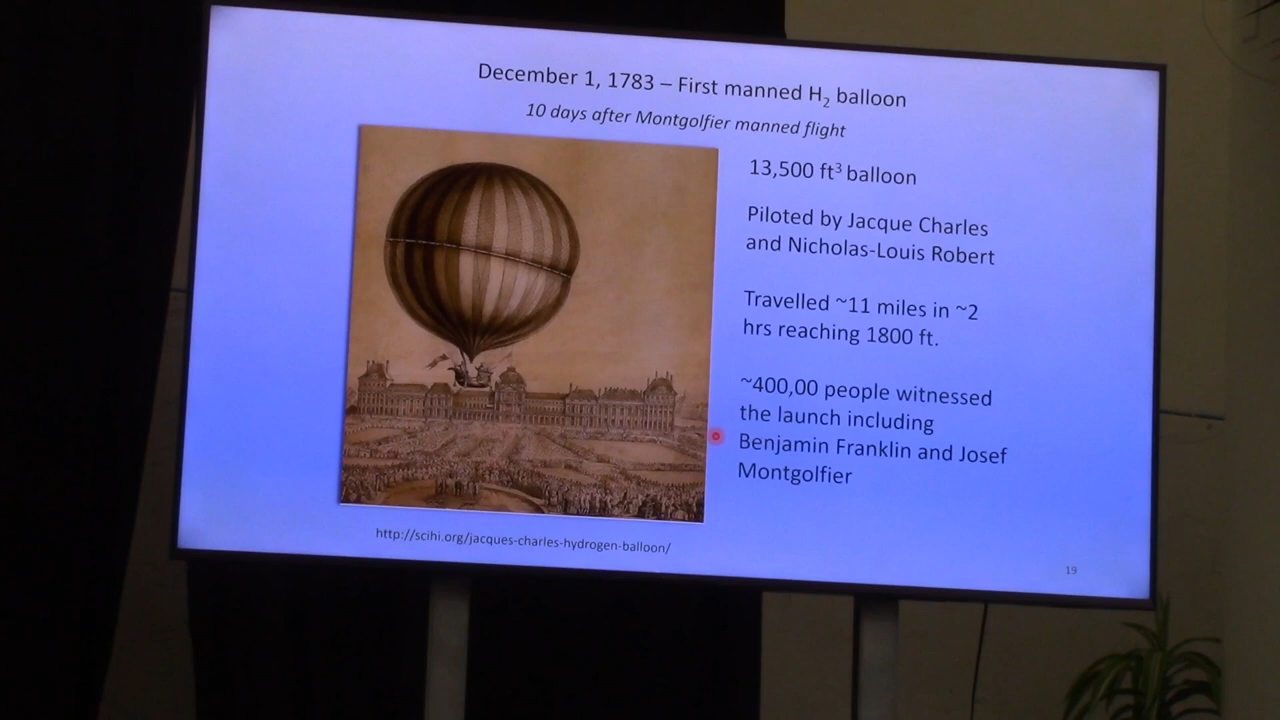 December 1, 1783 – First manned H₂ balloon
10 days after Montgolfier manned flight
13,500 ft³ balloon
Piloted by Jacque Charles
and Nicholas-Louis Robert
Travelled ~11 miles in ~2
hrs reaching 1800 ft.
~400,00 people witnessed
the launch including
Benjamin Franklin and Josef
Montgolfier
http://scihi.org/jacques-charles-hydrogen-balloon/
19